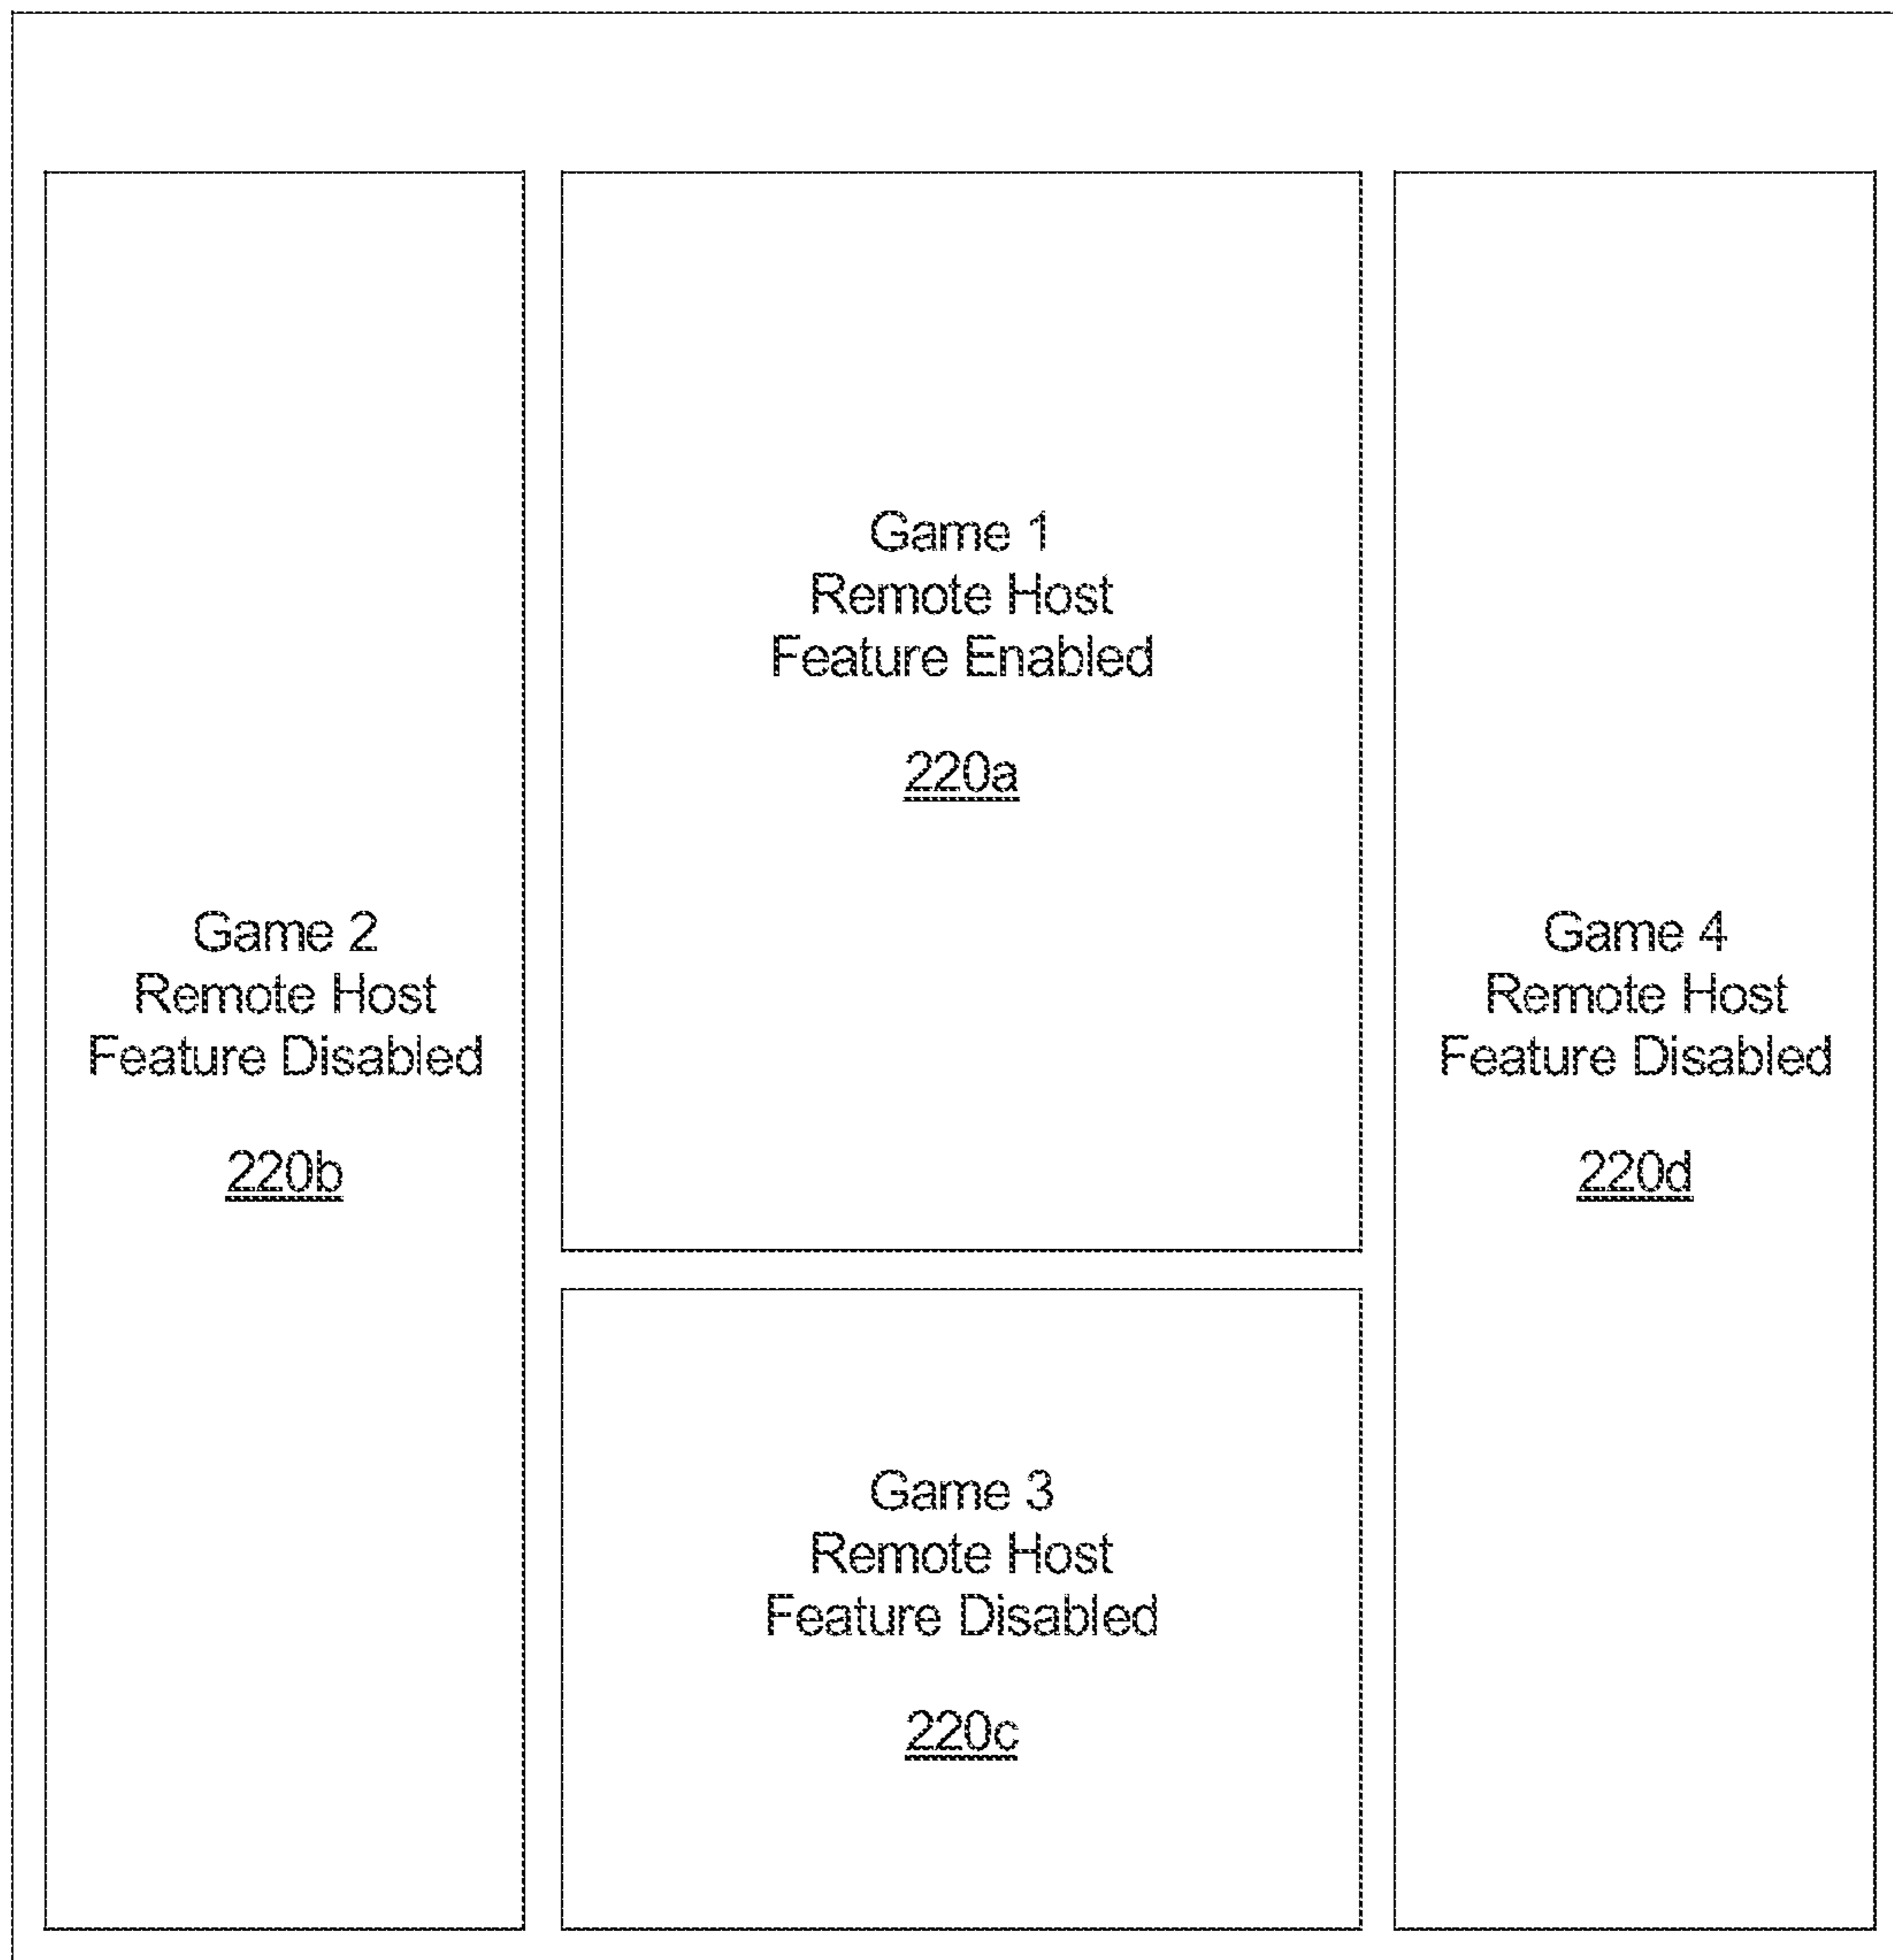 Game 1
Remote Host
Feature Enabled
220a
Game 2
Remote Host
Feature Disabled
220b
Game 4
Remote Host
Feature Disabled
220d
Game 3
Remote Host
Feature Disabled
220c